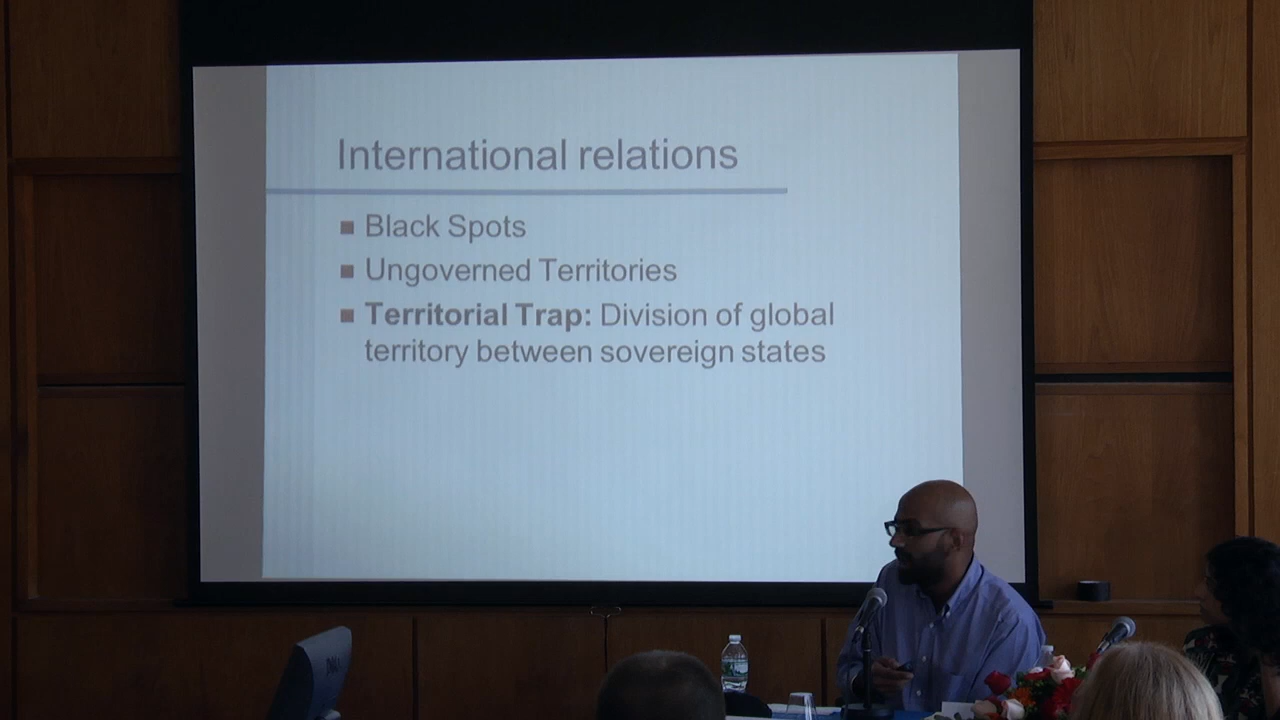 International relations
Black Spots
Ungoverned Territories
Territorial Trap: Division of global
territory between sovereign states